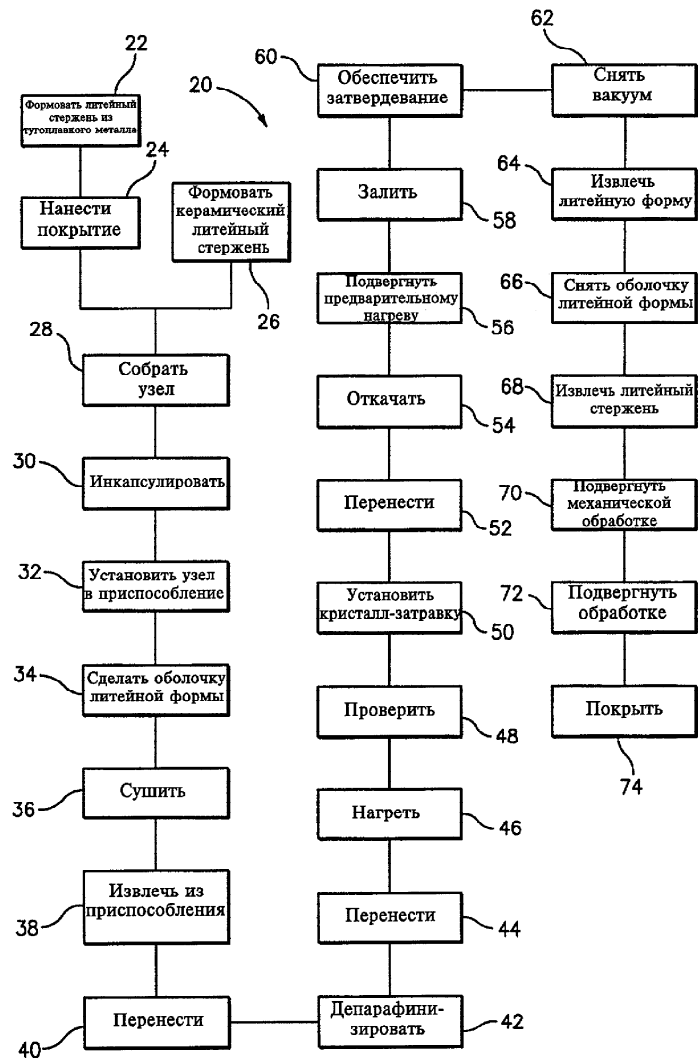 22
Формовать литейный
стержень из
тугоплавкого металла
24
Нанести
покрытие
20
Формовать
керамический
литейный
стержень
26
28
Собрать
узел
30
Инкапсулировать
32
Установить узел
в приспособление
34
Сделать оболочку
литейной формы
36
Сушить
38
Извлечь из
приспособления
40
Перенести
42
Депарафини-
зировать
44
Перенести
46
Нагреть
48
Проверить
50
Установить
кристалл-затравку
52
Перенести
54
Откачать
56
Подвергнуть
предварительному
нагреву
58
Залить
60
Обеспечить
затвердевание
62
Снять
вакуум
64
Извлечь
литейную форму
66
Снять оболочку
литейной формы
68
Извлечь литейный
стержень
70
Подвергнуть
механической
обработке
72
Подвергнуть
обработке
Покрыть
74